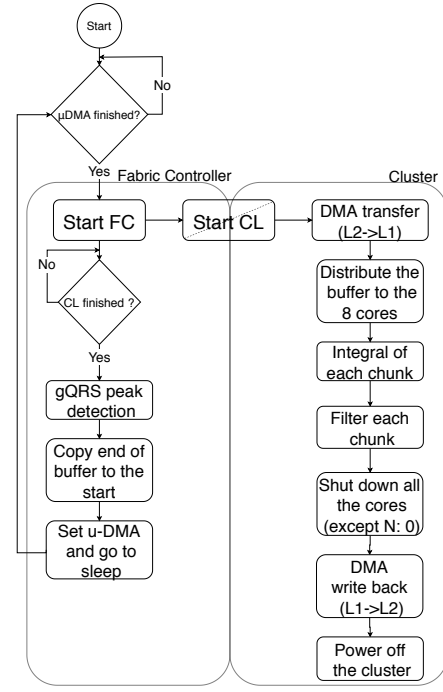 Start
No
µDMA finished?
Yes
Fabric Controller
Cluster
Start FC
Start CL
DMA transfer
(L2->L1)
No
CL finished ?
Distribute the
buffer to the
8 cores
Yes
Integral of
each chunk
gQRS peak
detection
Filter each
chunk
Copy end of
buffer to the
start
Shut down all
the cores
(except N: 0)
Set u-DMA
and go to
sleep
DMA
write back
(L1->L2)
Power off
the cluster